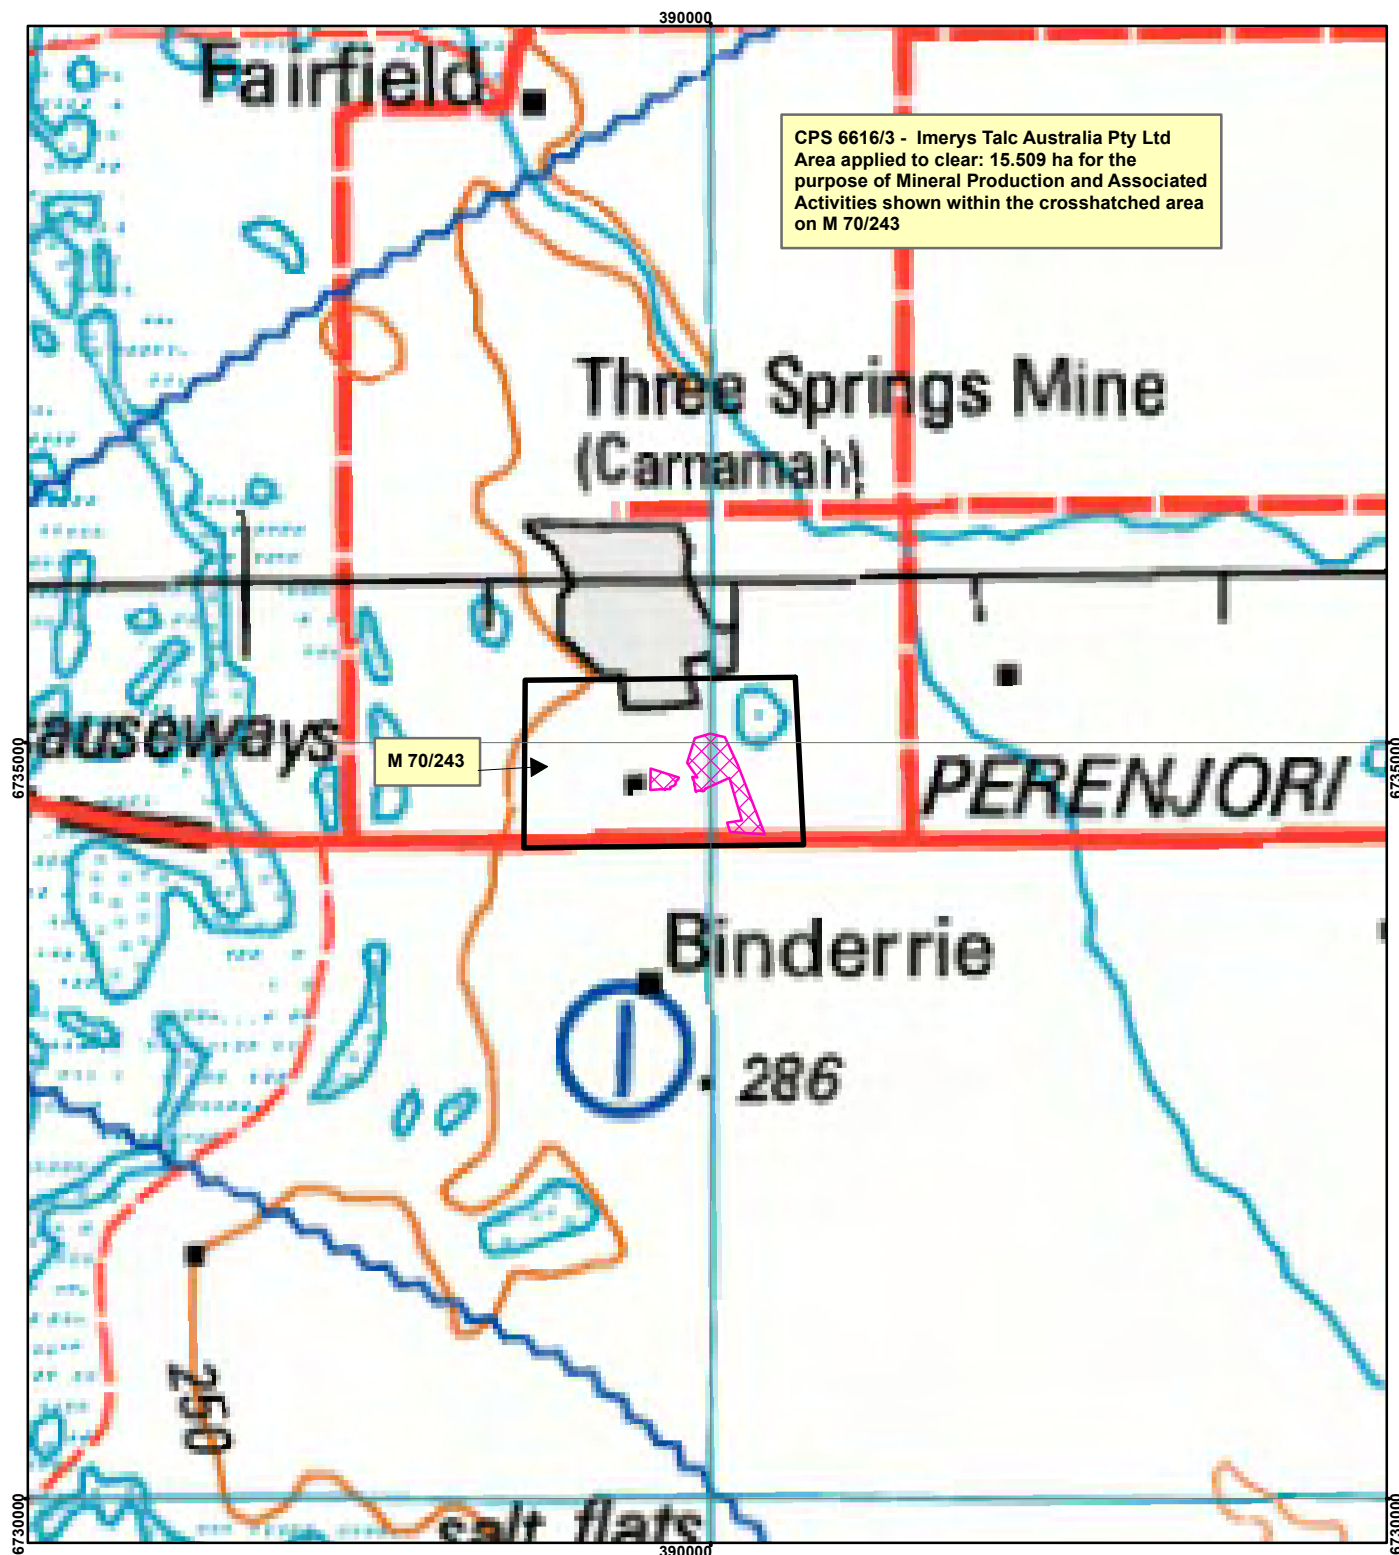 390000
Fairfield
CPS 6616/3 - Imerys Talc Australia Pty Ltd
Area applied to clear: 15.509 ha for the
purpose of Mineral Production and Associated
Activities shown within the crosshatched area
on M 70/243
Three Springs Mine
(Carnamah)
auseways
M 70/243
6735000
6735000
PERENJORI
Binderrie
286
250
salt flats
6730000
6730000
390000